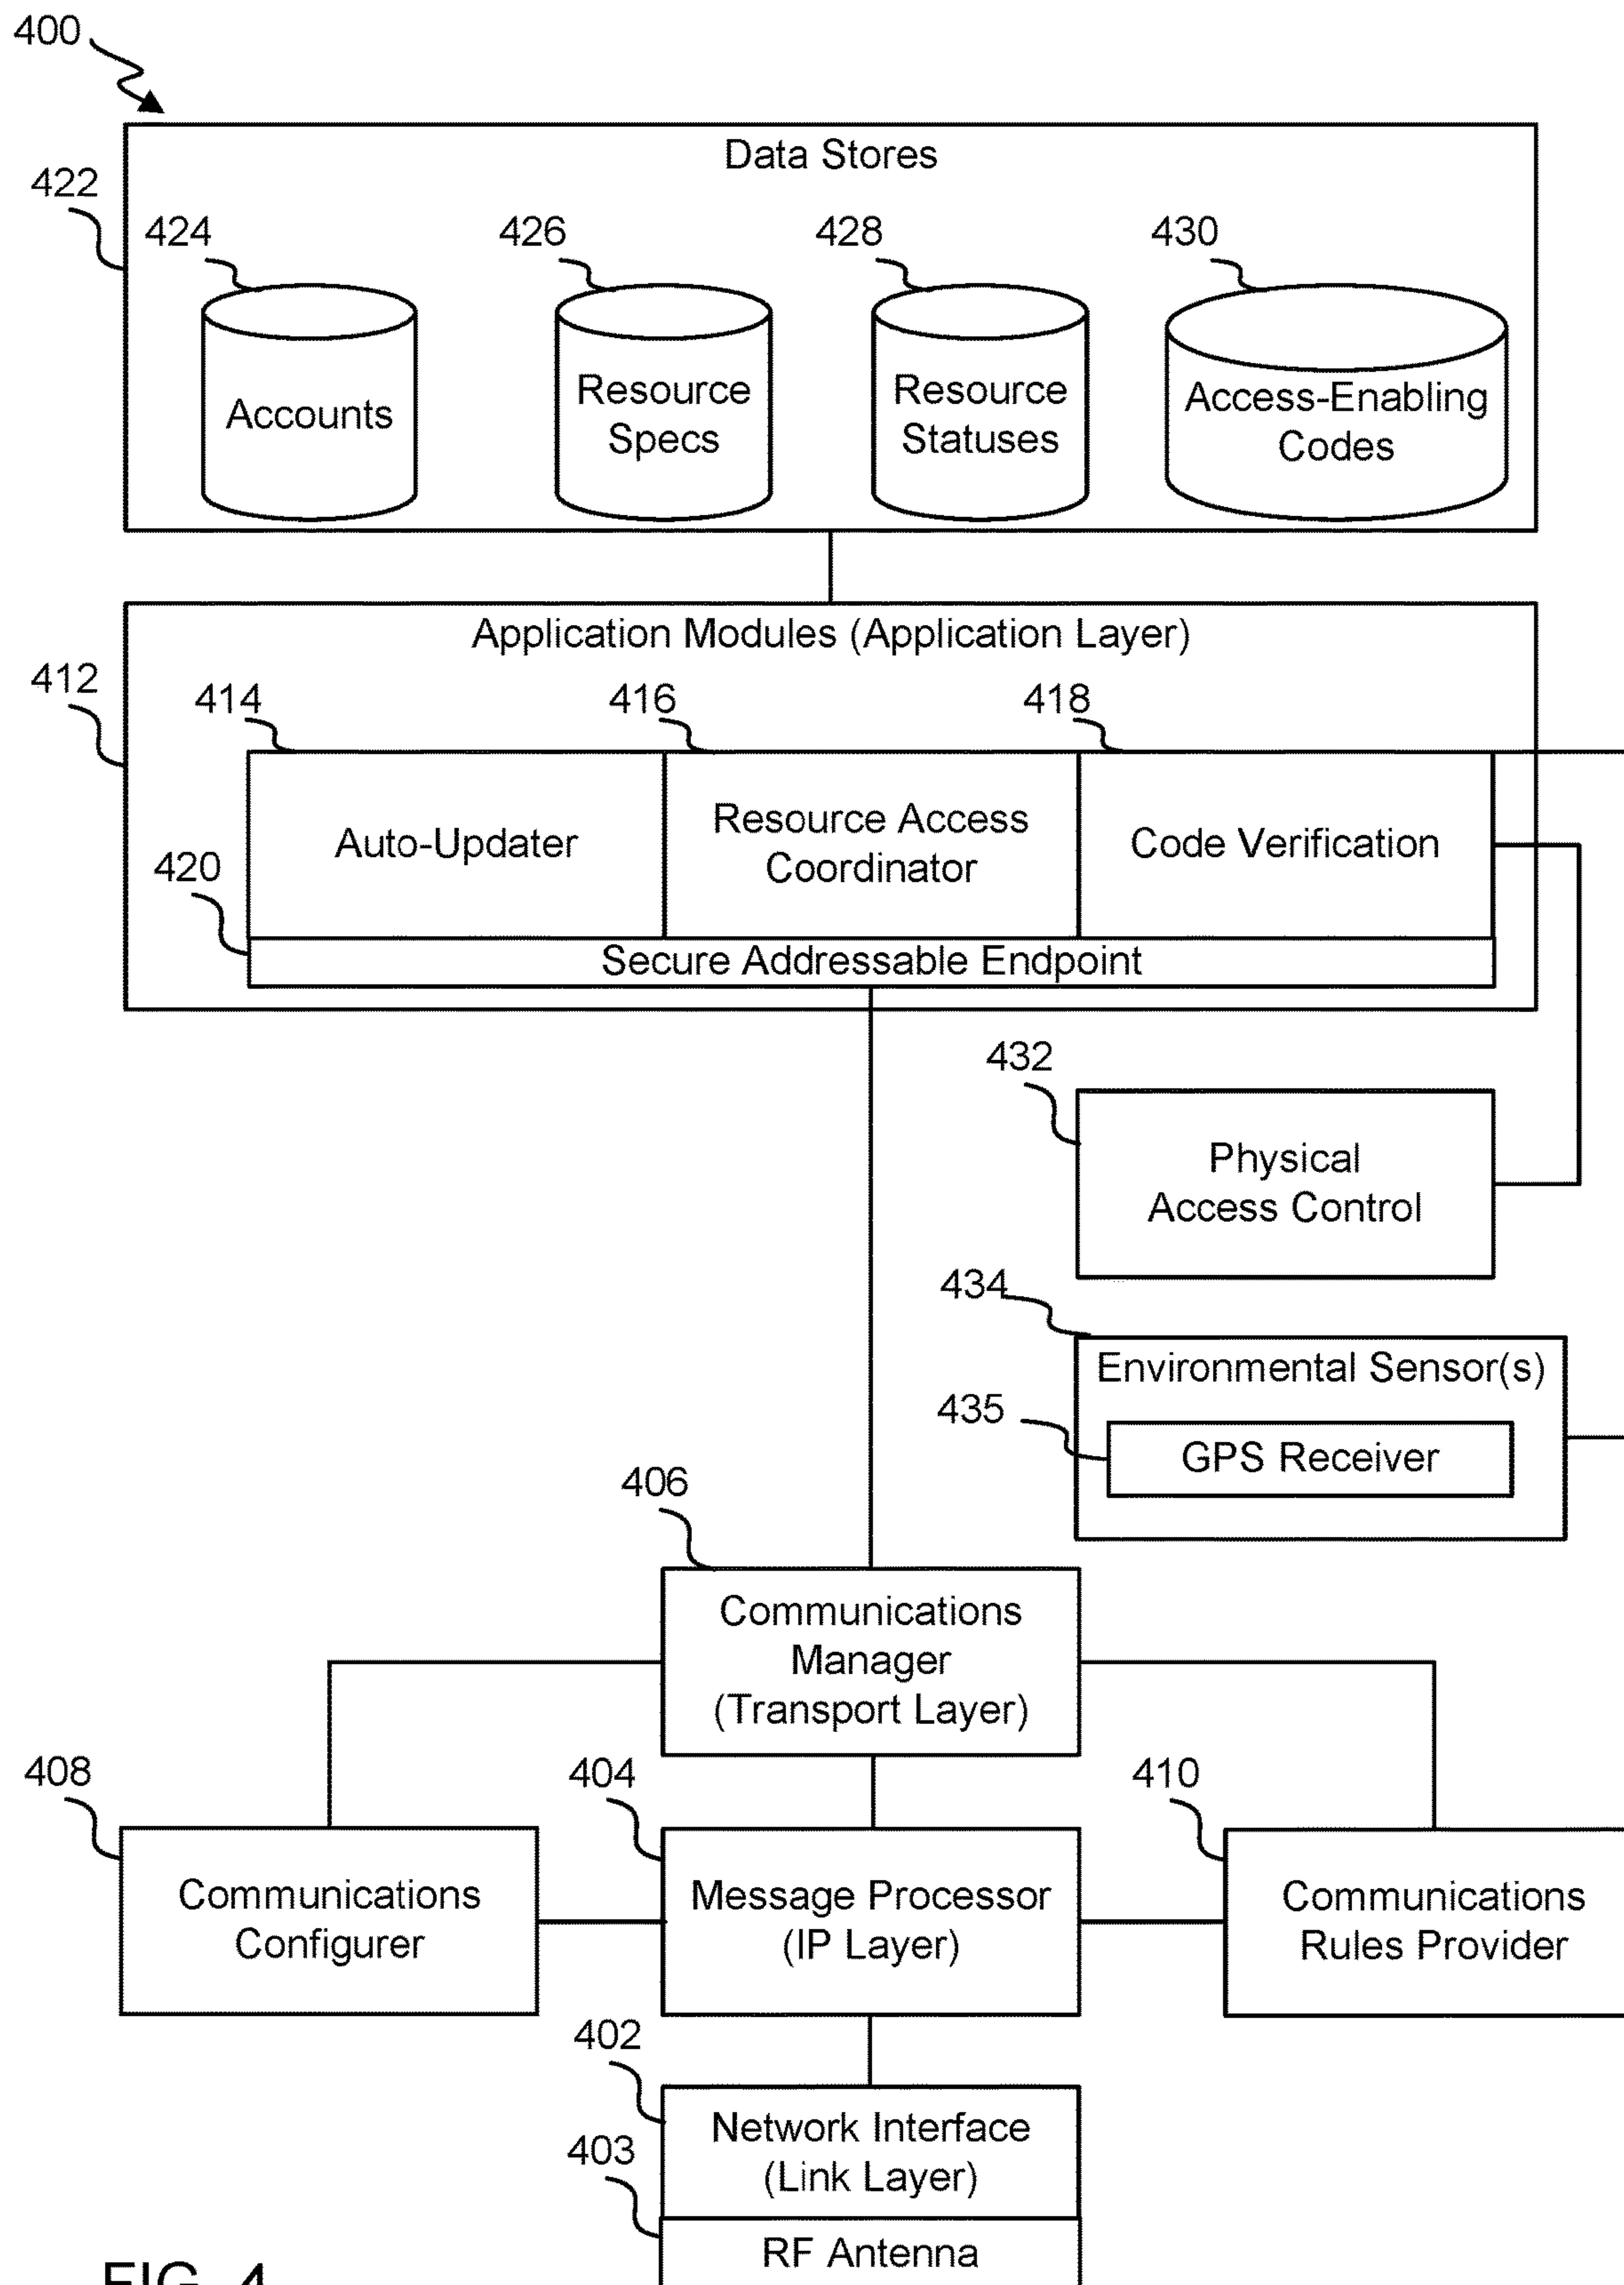 400
Data Stores
422
424
426
428
430
Accounts
Resource
Specs
Resource
Statuses
Access-Enabling
Codes
Application Modules (Application Layer)
412
414
416
418
Auto-Updater
Resource Access
Coordinator
Code Verification
420
Secure Addressable Endpoint
432
Physical
Access Control
434
Environmental Sensor(s)
435
GPS Receiver
406
Communications
Manager
(Transport Layer)
408
404
410
Communications
Configurer
Message Processor
(IP Layer)
Communications
Rules Provider
402
Network Interface
(Link Layer)
403
RF Antenna
FIG. 4